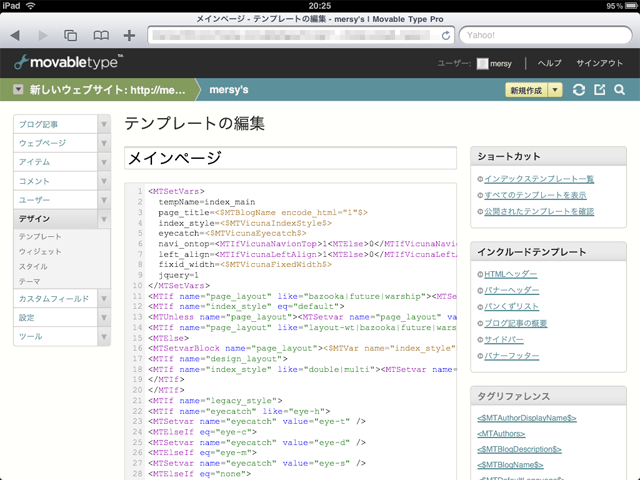 iPad 20:25 95%
メインページ - テンプレートの編集 - mersy's | Movable Type Pro
Yahoo!
movabletype™ ユーザー: mersy ヘルプ サインアウト
新しいウェブサイト: http://me... mersy's 新規作成
テンプレートの編集
ブログ記事
ウェブページ
アイテム
コメント
ユーザー
デザイン
テンプレート
ウィジェット
スタイル
テーマ
カスタムフィールド
設定
ツール
メインページ
1 <MTSetVars>
2 tempName=index_main
3 page_title=<$MTBlogName encode_html="1"$>
4 index_style=<$MTVicunaIndexStyle$>
5 eyecatch=<$MTVicunaEyecatch$>
6 navi_ontop=<MTIfVicunaNavionTop>1<MTElse>0</MTIfVicunaNavi
7 left_align=<MTIfVicunaLeftAlign>1<MTElse>0</MTIfVicunaLeftA
8 fixid_width=<$MTVicunaFixedWidth$>
9 jquery=1
10 </MTSetVars>
11 <MTIf name="page_layout" like="bazooka|future|warship"><MTSe
12 <MTIf name="index_style" eq="default">
13 <MTUnless name="page_layout"><MTSetvar name="page_layout" va
14 <MTIf name="page_layout" like="layout-wt|bazooka|future|wars
15 <MTElse>
16 <MTSetvarBlock name="page_layout"><$MTVar name="index_style"
17 <MTIf name="design_layout">
18 <MTIf name="index_style" like="double|multi"><MTSetvar name=
19 </MTIf>
20 </MTIf>
21 <MTIf name="legacy_style">
22 <MTIf name="eyecatch" like="eye-h">
23 <MTSetvar name="eyecatch" value="eye-t" />
24 <MTElseIf eq="eye-c">
25 <MTSetvar name="eyecatch" value="eye-d" />
26 <MTElseIf eq="eye-m">
27 <MTSetvar name="eyecatch" value="eye-s" />
28 <MTElseIf eq="none">
ショートカット
インデックステンプレート一覧
すべてのテンプレートを表示
公開されたテンプレートを確認
インクルードテンプレート
HTMLヘッダー
バナーヘッダー
パンくずリスト
ブログ記事の概要
サイドバー
バナーフッター
タグリファレンス
<$MTAuthorDisplayName$>
<MTAuthors>
<$MTBlogDescription$>
<$MTBlogName$>